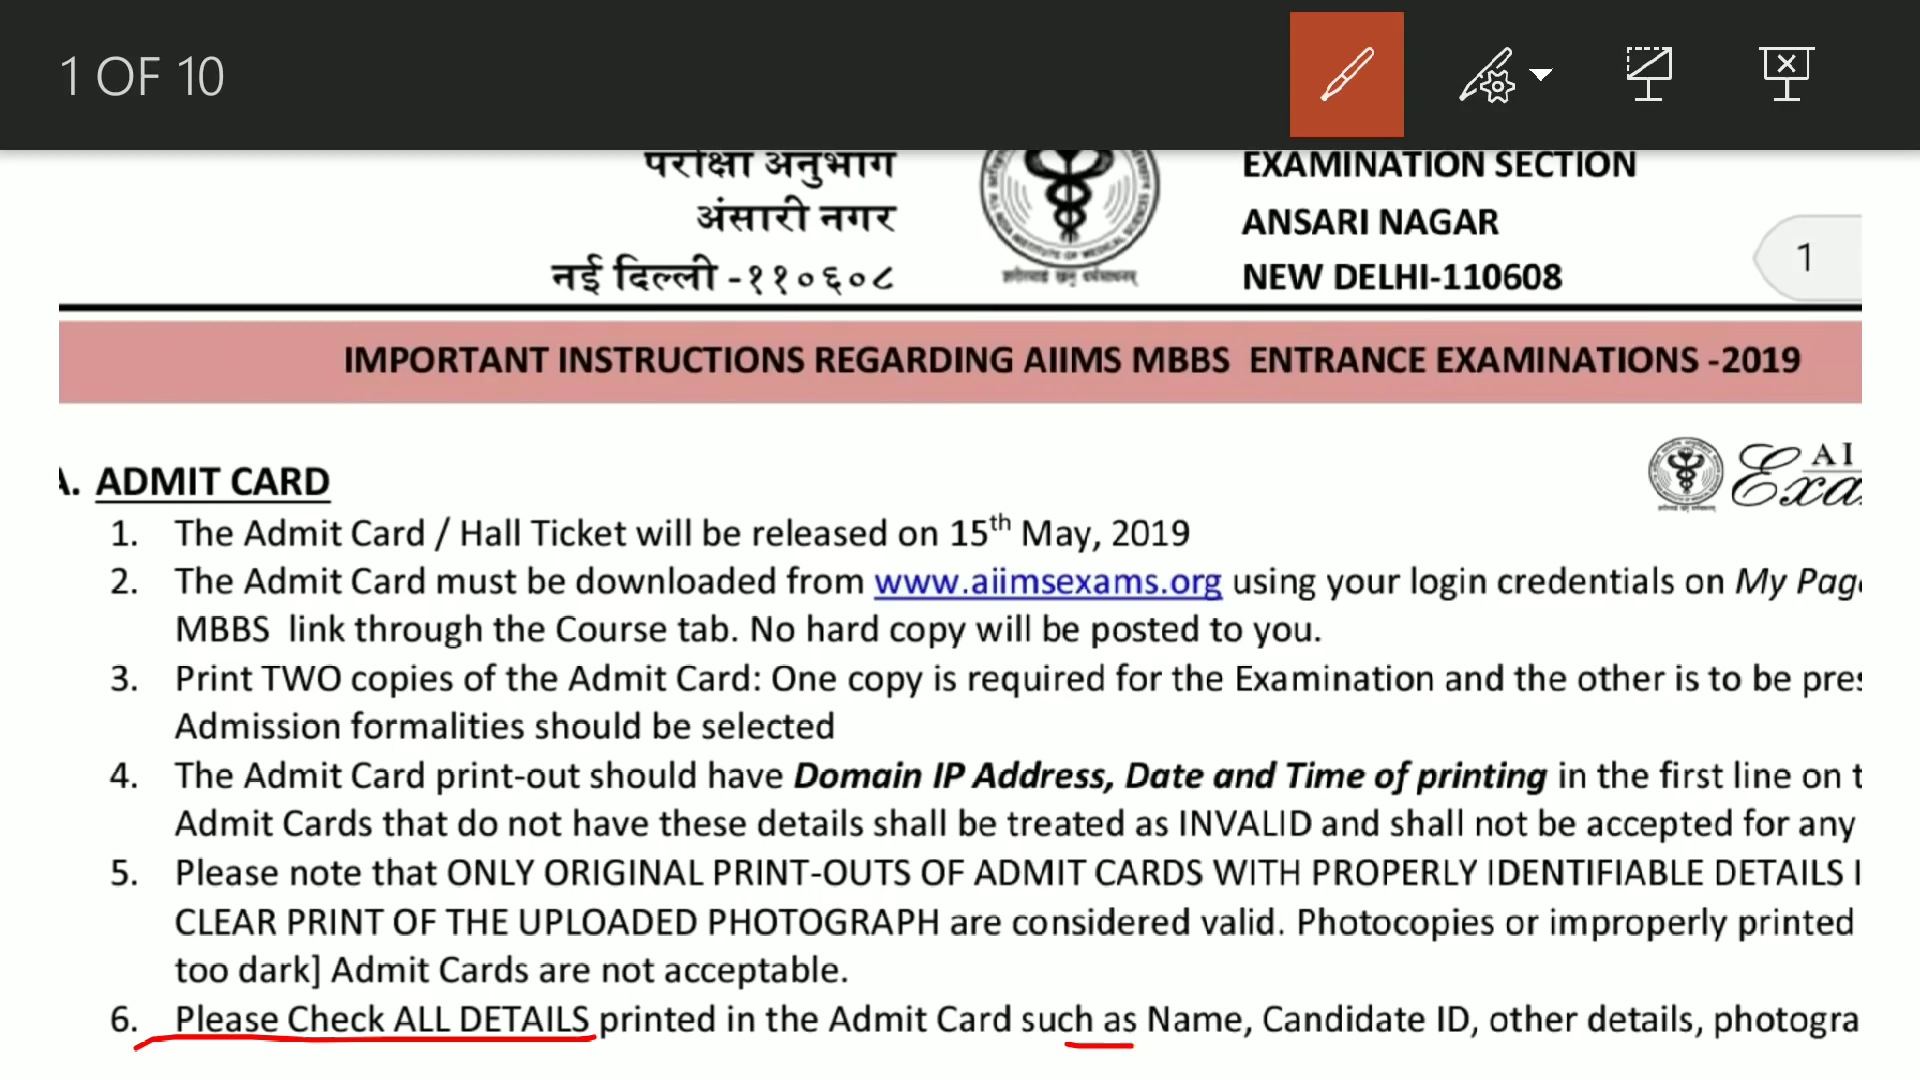 1 OF 10
परीक्षा अनुभाग
अंसारी नगर
नई दिल्ली -११०६०८
EXAMINATION SECTION
ANSARI NAGAR
NEW DELHI-110608
1
IMPORTANT INSTRUCTIONS REGARDING AIIMS MBBS ENTRANCE EXAMINATIONS -2019
A. ADMIT CARD
1. The Admit Card / Hall Ticket will be released on 15th May, 2019
2. The Admit Card must be downloaded from www.aiimsexams.org using your login credentials on My Pag
MBBS link through the Course tab. No hard copy will be posted to you.
3. Print TWO copies of the Admit Card: One copy is required for the Examination and the other is to be pres
Admission formalities should be selected
4. The Admit Card print-out should have Domain IP Address, Date and Time of printing in the first line on t
Admit Cards that do not have these details shall be treated as INVALID and shall not be accepted for any
5. Please note that ONLY ORIGINAL PRINT-OUTS OF ADMIT CARDS WITH PROPERLY IDENTIFIABLE DETAILS
CLEAR PRINT OF THE UPLOADED PHOTOGRAPH are considered valid. Photocopies or improperly printed
too dark] Admit Cards are not acceptable.
6. Please Check ALL DETAILS printed in the Admit Card such as Name, Candidate ID, other details, photogra